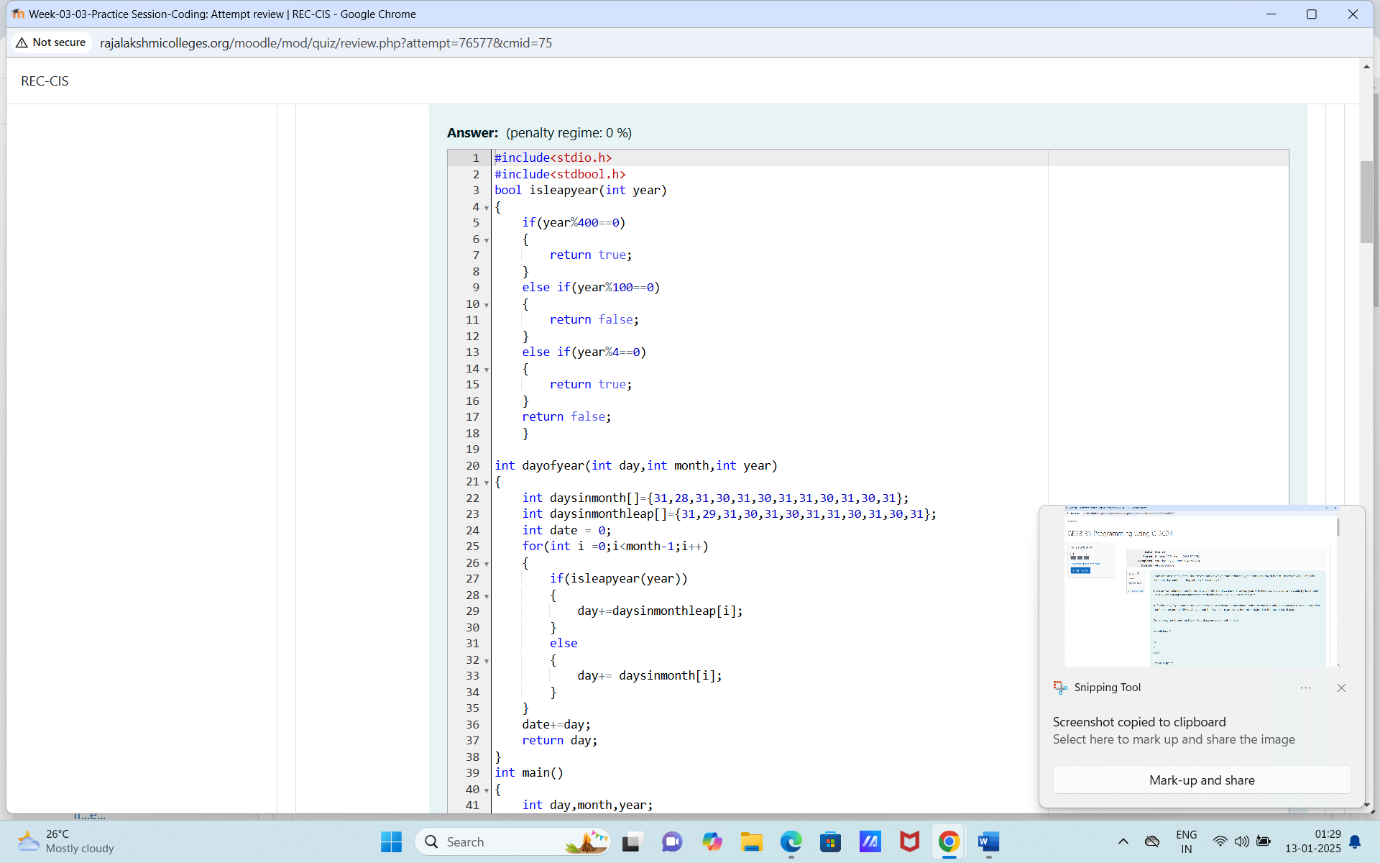 Week-03-03-Practice Session-Coding: Attempt review | REC-CIS - Google Chrome
Not secure rajalakshmicolleges.org/moodle/mod/quiz/review.php?attempt=76577&cmid=75
REC-CIS
Answer: (penalty regime: 0 %)
1 #include<stdio.h>
2 #include<stdbool.h>
3 bool isleapyear(int year)
4 {
5 if(year%400==0)
6 {
7 return true;
8 }
9 else if(year%100==0)
10 {
11 return false;
12 }
13 else if(year%4==0)
14 {
15 return true;
16 }
17 return false;
18 }
19
20 int dayofyear(int day,int month,int year)
21 {
22 int daysinmonth[]={31,28,31,30,31,30,31,31,30,31,30,31};
23 int daysinmonthleap[]={31,29,31,30,31,30,31,31,30,31,30,31};
24 int date = 0;
25 for(int i =0;i<month-1;i++)
26 {
27 if(isleapyear(year))
28 {
29 day+=daysinmonthleap[i];
30 }
31 else
32 {
33 day+= daysinmonth[i];
34 }
35 }
36 date+=day;
37 return day;
38 }
39 int main()
40 {
41 int day,month,year;
GE23131-Programming Using C-2024
Snipping Tool
Screenshot copied to clipboard
Select here to mark up and share the image
Mark-up and share
26°C
Mostly cloudy
Search
ENG
IN
01:29
13-01-2025